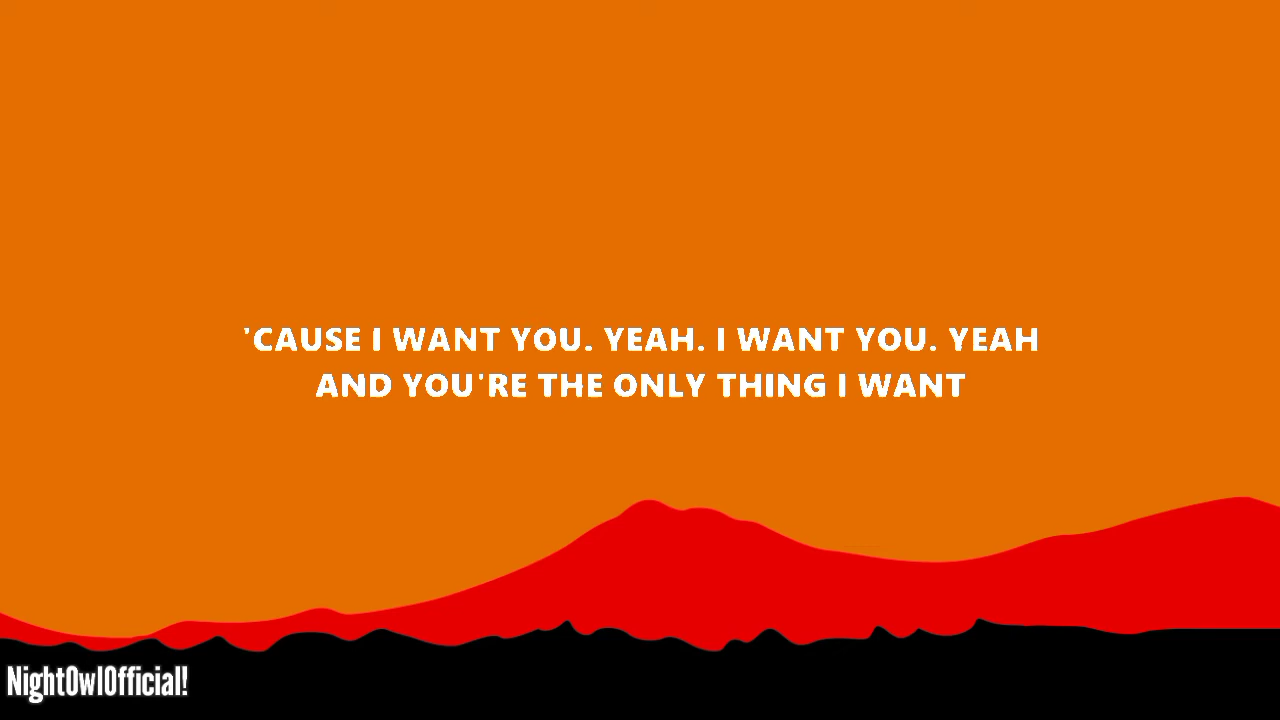 'CAUSE I WANT YOU. YEAH. I WANT YOU. YEAH
AND YOU'RE THE ONLY THING I WANT
NightOwlOfficial!